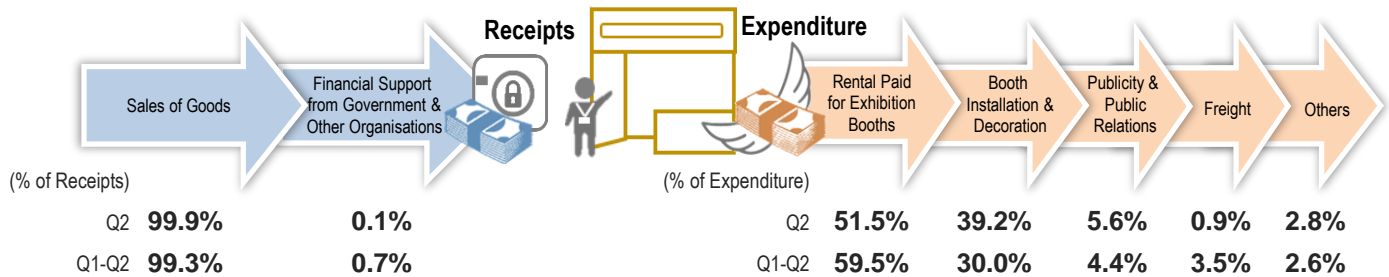 Receipts
Expenditure
Sales of Goods
Financial Support
from Government &
Other Organisations
Rental Paid
for Exhibition
Booths
Booth
Installation &
Decoration
Publicity &
Public
Relations
Freight
Others
(% of Receipts)
(% of Expenditure)
Q2 99.9% 0.1%
Q2 51.5% 39.2% 5.6% 0.9% 2.8%
Q1-Q2 99.3% 0.7%
Q1-Q2 59.5% 30.0% 4.4% 3.5% 2.6%